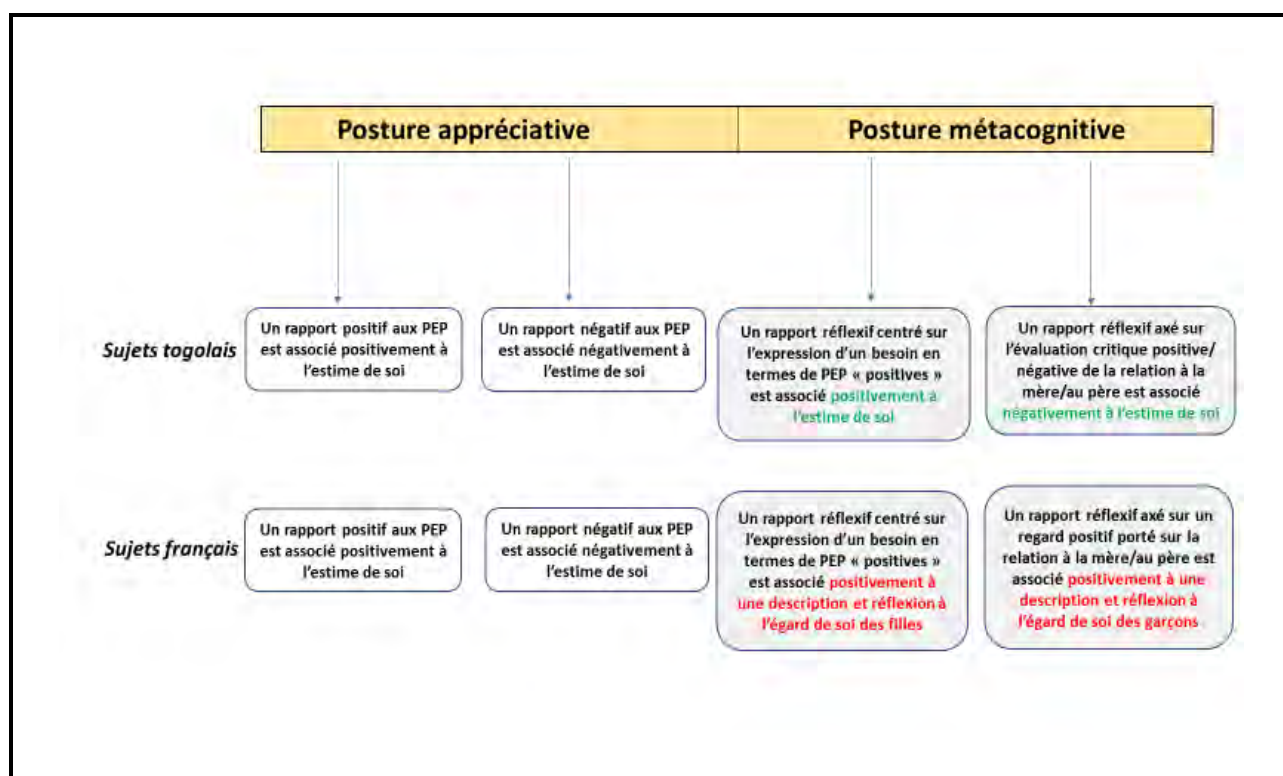 Posture appréciative
Posture métacognitive
Sujets togolais
Un rapport positif aux PEP
est associé positivement à
l'estime de soi
Un rapport négatif aux PEP
est associé négativement à
l'estime de soi
Un rapport réflexif centré sur
l'expression d'un besoin en
termes de PEP « positives »
est associé positivement à
l'estime de soi
Un rapport réflexif axé sur
l'évaluation critique positive/
négative de la relation à la
mère/au père est associé
négativement à l'estime de soi
Sujets français
Un rapport positif aux PEP
est associé positivement à
l'estime de soi
Un rapport négatif aux PEP
est associé négativement à
l'estime de soi
Un rapport réflexif centré sur
l'expression d'un besoin en
termes de PEP « positives »
est associé positivement à
une description et réflexion à
l'égard de soi des filles
Un rapport réflexif axé sur un
regard positif porté sur la
relation à la mère/au père est
associé positivement à une
description et réflexion à
l'égard de soi des garçons